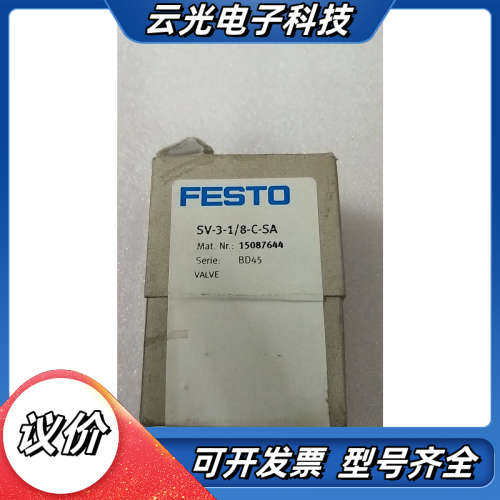 云光电子科技
FESTO
SV-3-1/8-C-SA
Mat. Nr.: 15087644
Serie: BD45
VALVE
议价
可开发票 型号齐全